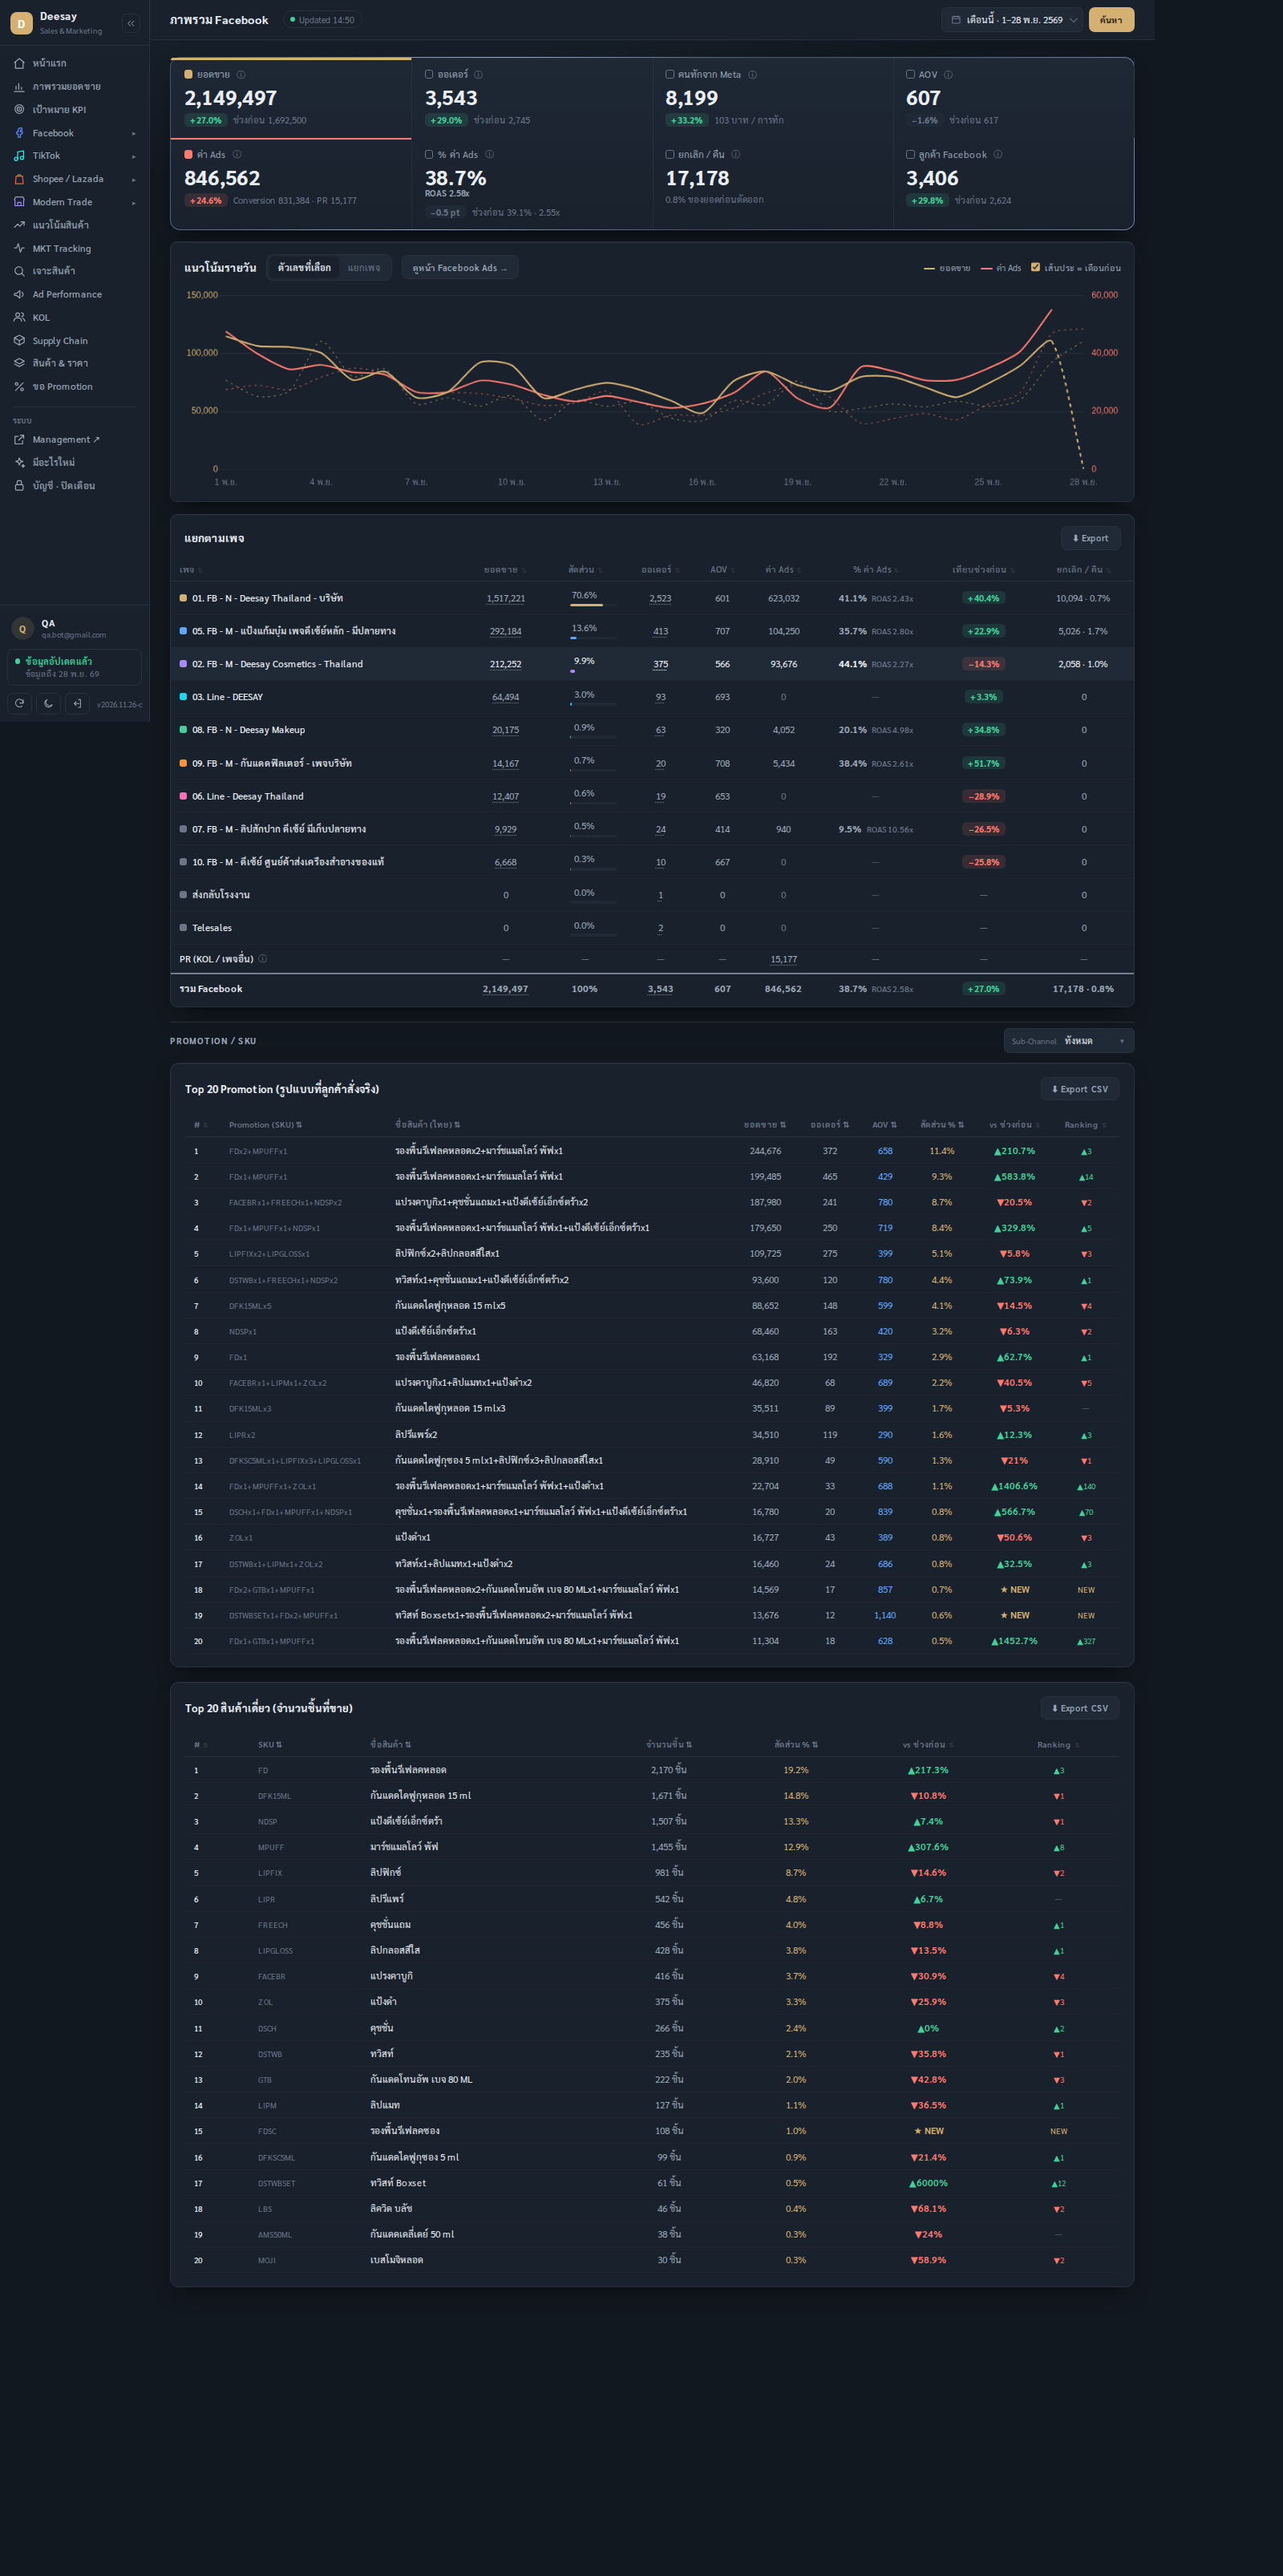 D Deesay
Sales & Marketing
หน้าแรก
ภาพรวมยอดขาย
เป้าหมาย KPI
Facebook
TikTok
Shopee / Lazada
Modern Trade
แนวโน้มสินค้า
MKT Tracking
เจาะสินค้า
Ad Performance
KOL
Supply Chain
สินค้า & ราคา
ขอ Promotion
ระบบ
Management ↗
มีอะไรใหม่
บัญชี · ปิดเดือน
Q QA
qa.bot@gmail.com
ข้อมูลอัปเดตแล้ว
ข้อมูลถึง 28 พ.ย. 69
v2026.11.26-c
ภาพรวม Facebook Updated 14:50 เดือนนี้ · 1–28 พ.ย. 2569 ค้นหา
ยอดขาย ออเดอร์ คนทักจาก Meta AOV
2,149,497 3,543 8,199 607
+27.0% ช่วงก่อน 1,692,500 +29.0% ช่วงก่อน 2,745 +33.2% 103 บาท / การทัก −1.6% ช่วงก่อน 617
ค่า Ads % ค่า Ads ยกเลิก / คืน ลูกค้า Facebook
846,562 38.7% 17,178 3,406
ROAS 2.58x
+24.6% Conversion 831,384 · PR 15,177 −0.5 pt ช่วงก่อน 39.1% · 2.55x 0.8% ของยอดก่อนตัดออก +29.8% ช่วงก่อน 2,624
แนวโน้มรายวัน ตัวเลขที่เลือก แยกเพจ ดูหน้า Facebook Ads → ยอดขาย ค่า Ads เส้นประ = เดือนก่อน
150,000 60,000
100,000 40,000
50,000 20,000
0 0
1 พ.ย. 4 พ.ย. 7 พ.ย. 10 พ.ย. 13 พ.ย. 16 พ.ย. 19 พ.ย. 22 พ.ย. 25 พ.ย. 28 พ.ย.
แยกตามเพจ ⬇ Export
เพจ ยอดขาย สัดส่วน ออเดอร์ AOV ค่า Ads % ค่า Ads เทียบช่วงก่อน ยกเลิก / คืน
01. FB - N - Deesay Thailand - บริษัท 1,517,221 70.6% 2,523 601 623,032 41.1% ROAS 2.43x +40.4% 10,094 · 0.7%
05. FB - M - แป้งแก้มบุ๋ม เพจดีเซ้ย์หลัก - มีปลายทาง 292,184 13.6% 413 707 104,250 35.7% ROAS 2.80x +22.9% 5,026 · 1.7%
02. FB - M - Deesay Cosmetics - Thailand 212,252 9.9% 375 566 93,676 44.1% ROAS 2.27x −14.3% 2,058 · 1.0%
03. Line - DEESAY 64,494 3.0% 93 693 0 — +3.3% 0
08. FB - N - Deesay Makeup 20,175 0.9% 63 320 4,052 20.1% ROAS 4.98x +34.8% 0
09. FB - M - กันแดดฟิลเตอร์ - เพจบริษัท 14,167 0.7% 20 708 5,434 38.4% ROAS 2.61x +51.7% 0
06. Line - Deesay Thailand 12,407 0.6% 19 653 0 — −28.9% 0
07. FB - M - ลิปสักปาก ดีเซ้ย์ มีเก็บปลายทาง 9,929 0.5% 24 414 940 9.5% ROAS 10.56x −26.5% 0
10. FB - M - ดีเซ้ย์ ศูนย์ค้าส่งเครื่องสำอางของแท้ 6,668 0.3% 10 667 0 — −25.8% 0
ส่งกลับโรงงาน 0 0.0% 1 0 0 — — 0
Telesales 0 0.0% 2 0 0 — — 0
PR (KOL / เพจอื่น) — — — — 15,177 — — —
รวม Facebook 2,149,497 100% 3,543 607 846,562 38.7% ROAS 2.58x +27.0% 17,178 · 0.8%
PROMOTION / SKU Sub-Channel ทั้งหมด
Top 20 Promotion (รูปแบบที่ลูกค้าสั่งจริง) ⬇ Export CSV
# Promotion (SKU) ชื่อสินค้า (ไทย) ยอดขาย ออเดอร์ AOV สัดส่วน % vs ช่วงก่อน Ranking
1 FDx2+MPUFFx1 รองพื้นรีเฟลคหลอดx2+มาร์ชแมลโลว์ พัฟx1 244,676 372 658 11.4% ▲210.7% ▲3
2 FDx1+MPUFFx1 รองพื้นรีเฟลคหลอดx1+มาร์ชแมลโลว์ พัฟx1 199,485 465 429 9.3% ▲583.8% ▲14
3 FACEBRx1+FREECHx1+NDSPx2 แปรงคาบูกิx1+คุชชั่นแถมx1+แป้งดีเซ้ย์เอ็กซ์ตร้าx2 187,980 241 780 8.7% ▼20.5% ▼2
4 FDx1+MPUFFx1+NDSPx1 รองพื้นรีเฟลคหลอดx1+มาร์ชแมลโลว์ พัฟx1+แป้งดีเซ้ย์เอ็กซ์ตร้าx1 179,650 250 719 8.4% ▲329.8% ▲5
5 LIPFIXx2+LIPGLOSSx1 ลิปฟิกซ์x2+ลิปกลอสสีใสx1 109,725 275 399 5.1% ▼5.8% ▼3
6 DSTWBx1+FREECHx1+NDSPx2 ทวิสท์x1+คุชชั่นแถมx1+แป้งดีเซ้ย์เอ็กซ์ตร้าx2 93,600 120 780 4.4% ▲73.9% ▲1
7 DFK15MLx5 กันแดดไดฟูกุหลอด 15 mlx5 88,652 148 599 4.1% ▼14.5% ▼4
8 NDSPx1 แป้งดีเซ้ย์เอ็กซ์ตร้าx1 68,460 163 420 3.2% ▼6.3% ▼2
9 FDx1 รองพื้นรีเฟลคหลอดx1 63,168 192 329 2.9% ▲62.7% ▲1
10 FACEBRx1+LIPMx1+ZOLx2 แปรงคาบูกิx1+ลิปแมทx1+แป้งดำx2 46,820 68 689 2.2% ▼40.5% ▼5
11 DFK15MLx3 กันแดดไดฟูกุหลอด 15 mlx3 35,511 89 399 1.7% ▼5.3% —
12 LIPRx2 ลิปรีแพร์x2 34,510 119 290 1.6% ▲12.3% ▲3
13 DFKSC5MLx1+LIPFIXx3+LIPGLOSSx1 กันแดดไดฟูกุซอง 5 mlx1+ลิปฟิกซ์x3+ลิปกลอสสีใสx1 28,910 49 590 1.3% ▼21% ▼1
14 FDx1+MPUFFx1+ZOLx1 รองพื้นรีเฟลคหลอดx1+มาร์ชแมลโลว์ พัฟx1+แป้งดำx1 22,704 33 688 1.1% ▲1406.6% ▲140
15 DSCHx1+FDx1+MPUFFx1+NDSPx1 คุชชั่นx1+รองพื้นรีเฟลคหลอดx1+มาร์ชแมลโลว์ พัฟx1+แป้งดีเซ้ย์เอ็กซ์ตร้าx1 16,780 20 839 0.8% ▲566.7% ▲70
16 ZOLx1 แป้งดำx1 16,727 43 389 0.8% ▼50.6% ▼3
17 DSTWBx1+LIPMx1+ZOLx2 ทวิสท์x1+ลิปแมทx1+แป้งดำx2 16,460 24 686 0.8% ▲32.5% ▲3
18 FDx2+GTBx1+MPUFFx1 รองพื้นรีเฟลคหลอดx2+กันแดดโทนอัพ เบจ 80 MLx1+มาร์ชแมลโลว์ พัฟx1 14,569 17 857 0.7% ★ NEW NEW
19 DSTWBSETx1+FDx2+MPUFFx1 ทวิสท์ Boxsetx1+รองพื้นรีเฟลคหลอดx2+มาร์ชแมลโลว์ พัฟx1 13,676 12 1,140 0.6% ★ NEW NEW
20 FDx1+GTBx1+MPUFFx1 รองพื้นรีเฟลคหลอดx1+กันแดดโทนอัพ เบจ 80 MLx1+มาร์ชแมลโลว์ พัฟx1 11,304 18 628 0.5% ▲1452.7% ▲327
Top 20 สินค้าเดี่ยว (จำนวนชิ้นที่ขาย) ⬇ Export CSV
# SKU ชื่อสินค้า จำนวนชิ้น สัดส่วน % vs ช่วงก่อน Ranking
1 FD รองพื้นรีเฟลคหลอด 2,170 ชิ้น 19.2% ▲217.3% ▲3
2 DFK15ML กันแดดไดฟูกุหลอด 15 ml 1,671 ชิ้น 14.8% ▼10.8% ▼1
3 NDSP แป้งดีเซ้ย์เอ็กซ์ตร้า 1,507 ชิ้น 13.3% ▲7.4% ▼1
4 MPUFF มาร์ชแมลโลว์ พัฟ 1,455 ชิ้น 12.9% ▲307.6% ▲8
5 LIPFIX ลิปฟิกซ์ 981 ชิ้น 8.7% ▼14.6% ▼2
6 LIPR ลิปรีแพร์ 542 ชิ้น 4.8% ▲6.7% —
7 FREECH คุชชั่นแถม 456 ชิ้น 4.0% ▼8.8% ▲1
8 LIPGLOSS ลิปกลอสสีใส 428 ชิ้น 3.8% ▼13.5% ▲1
9 FACEBR แปรงคาบูกิ 416 ชิ้น 3.7% ▼30.9% ▼4
10 ZOL แป้งดำ 375 ชิ้น 3.3% ▼25.9% ▼3
11 DSCH คุชชั่น 266 ชิ้น 2.4% ▲0% ▲2
12 DSTWB ทวิสท์ 235 ชิ้น 2.1% ▼35.8% ▼1
13 GTB กันแดดโทนอัพ เบจ 80 ML 222 ชิ้น 2.0% ▼42.8% ▼3
14 LIPM ลิปแมท 127 ชิ้น 1.1% ▼36.5% ▲1
15 FDSC รองพื้นรีเฟลคซอง 108 ชิ้น 1.0% ★ NEW NEW
16 DFKSC5ML กันแดดไดฟูกุซอง 5 ml 99 ชิ้น 0.9% ▼21.4% ▲1
17 DSTWBSET ทวิสท์ Boxset 61 ชิ้น 0.5% ▲6000% ▲12
18 LBS ลิควิด บลัช 46 ชิ้น 0.4% ▼68.1% ▼2
19 AMS50ML กันแดดเดลี่เดย์ 50 ml 38 ชิ้น 0.3% ▼24% —
20 MOJI เบสโมจิหลอด 30 ชิ้น 0.3% ▼58.9% ▼2